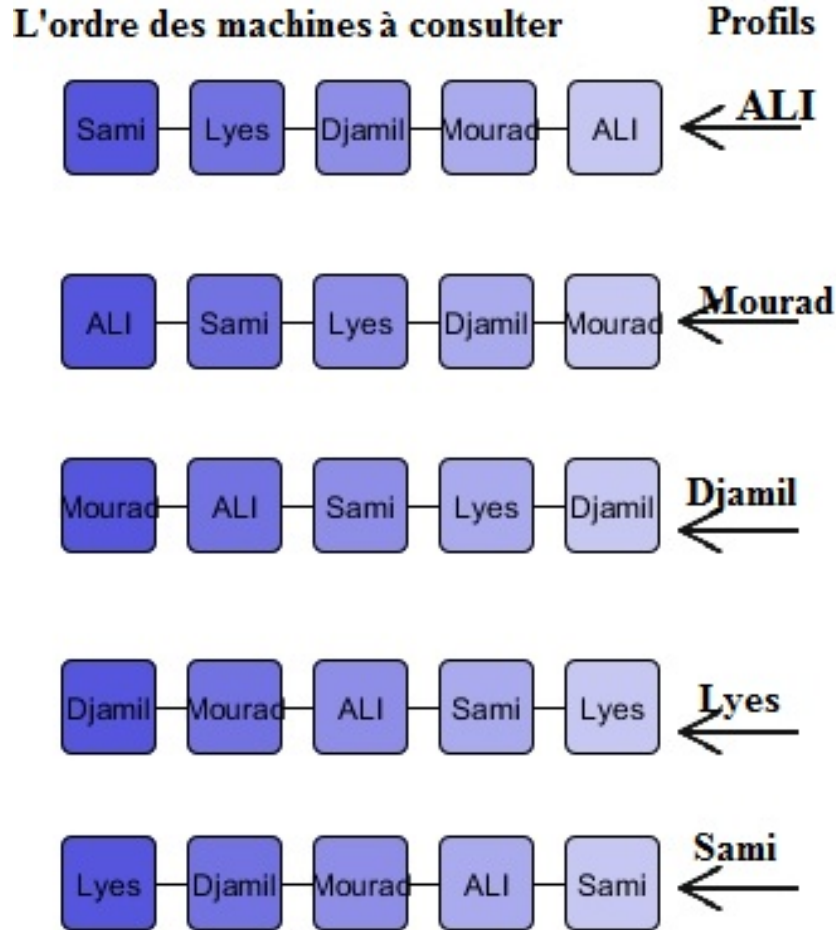 L'ordre des machines à consulter Profils
Sami Lyes Djamil Mourad ALI ALI
ALI Sami Lyes Djamil Mourad Mourad
Mourad ALI Sami Lyes Djamil Djamil
Djamil Mourad ALI Sami Lyes Lyes
Lyes Djamil Mourad ALI Sami Sami